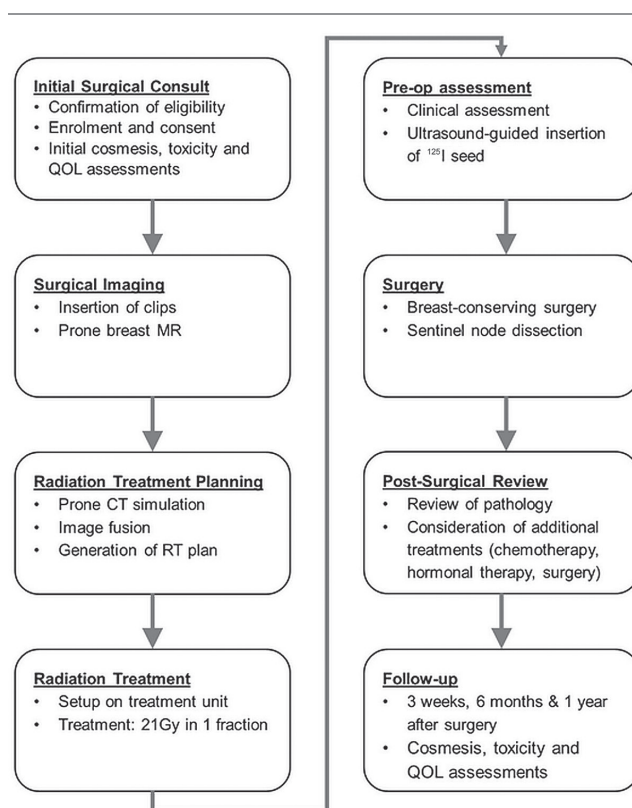 Initial Surgical Consult
• Confirmation of eligibility
• Enrolment and consent
• Initial cosmesis, toxicity and
QOL assessments
Surgical Imaging
• Insertion of clips
• Prone breast MR
Radiation Treatment Planning
• Prone CT simulation
• Image fusion
• Generation of RT plan
Radiation Treatment
• Setup on treatment unit
• Treatment: 21Gy in 1 fraction
Pre-op assessment
• Clinical assessment
• Ultrasound-guided insertion
of ¹²⁵I seed
Surgery
• Breast-conserving surgery
• Sentinel node dissection
Post-Surgical Review
• Review of pathology
• Consideration of additional
treatments (chemotherapy,
hormonal therapy, surgery)
Follow-up
• 3 weeks, 6 months & 1 year
after surgery
• Cosmesis, toxicity and
QOL assessments